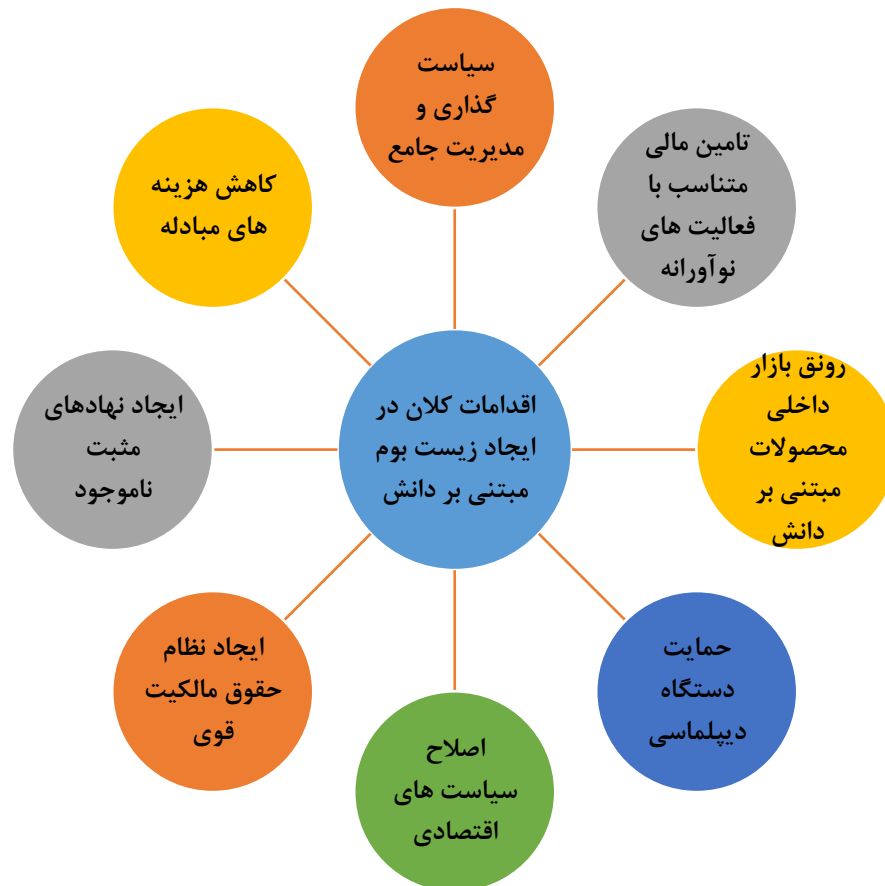 سیاست
گذاری و
مدیریت جامع
تامین مالی
متناسب با
فعالیت های
نوآورانه
رونق بازار
داخلی
محصولات
مبتنی بر
دانش
حمایت
دستگاه
دیپلماسی
اصلاح
سیاست های
اقتصادی
ایجاد نظام
حقوق مالکیت
قوی
ایجاد نهادهای
مثبت
ناموجود
کاهش هزینه
های مبادله
اقدامات کلان در
ایجاد زیست بوم
مبتنی بر دانش